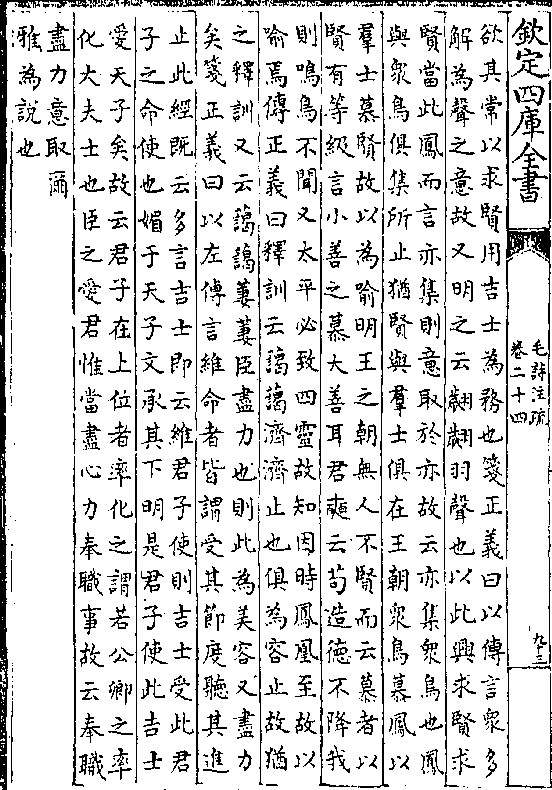 欽定四庫全書
毛詩注疏
卷二十四
九十三
欲其常以求賢用吉士為務也箋正義曰以傳言衆多
解為聲之意故又明之云翽翽羽聲也以此興求賢求
賢當此鳳而言亦集則意取於亦故云亦集衆鳥也鳳
與衆鳥俱集所止猶賢與羣士俱在王朝衆鳥慕鳳以
羣士慕賢故以為喻明王之朝無人不賢而云慕者以
賢有等級言小善之慕大善耳君奭云茍造德不降我
則鳴鳥不聞又太平必致四靈故知因時鳳凰至故以
喻焉傳正義曰釋訓云藹藹濟濟止也俱為容止故猶
之釋訓又云藹藹萋萋臣盡力也則此為美容又盡力
矣箋正義曰以左傳言維命者皆謂受其節度聽其進
止此經既云多言吉士即云維君子使則吉士受此君
子之命使也媚于天子文承其下明是君子使此吉士
愛天子矣故云君子在上位者率化之謂若公卿之率
化大夫士也臣之愛君惟當盡心力奉職事故云奉職
盡力意取爾
雅為說也